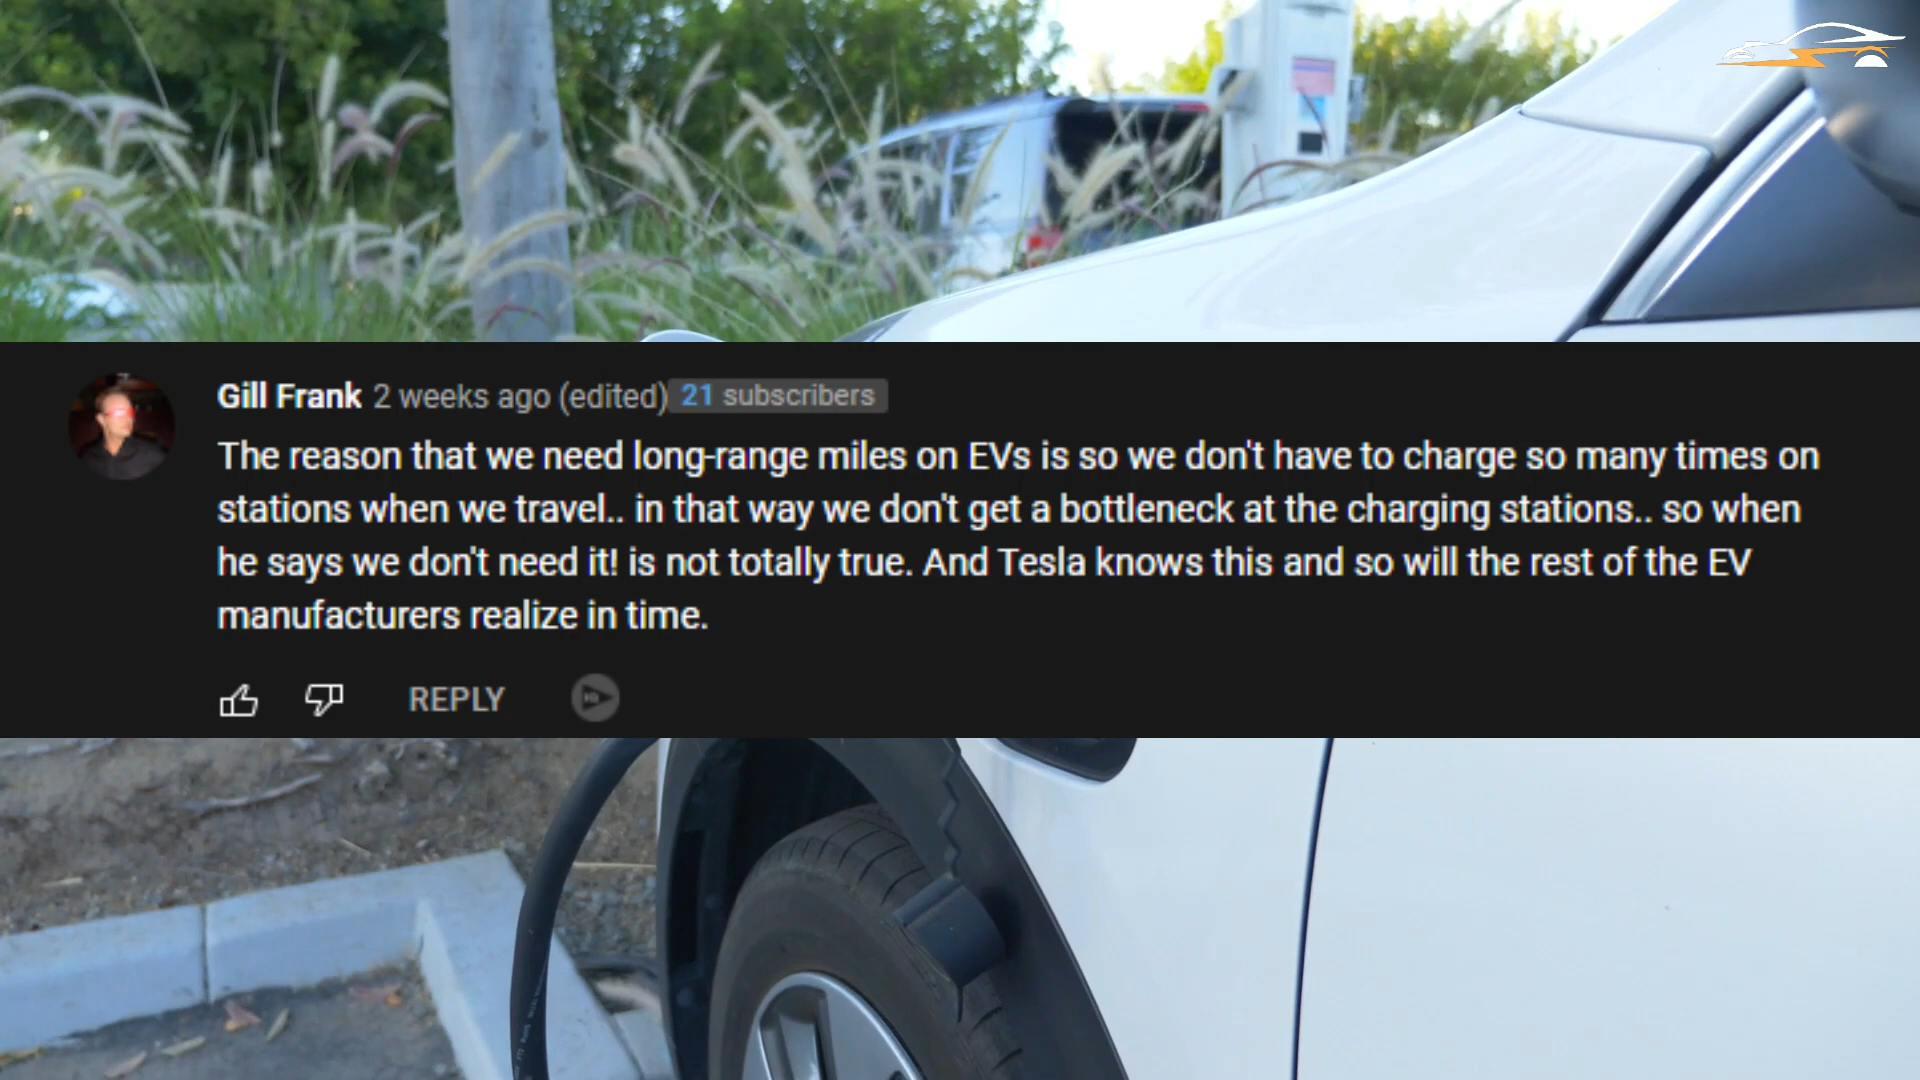 Gill Frank 2 weeks ago (edited) 21 subscribers
The reason that we need long-range miles on EVs is so we don't have to charge so many times on
stations when we travel.. in that way we don't get a bottleneck at the charging stations.. so when
he says we don't need it! is not totally true. And Tesla knows this and so will the rest of the EV
manufacturers realize in time.
REPLY